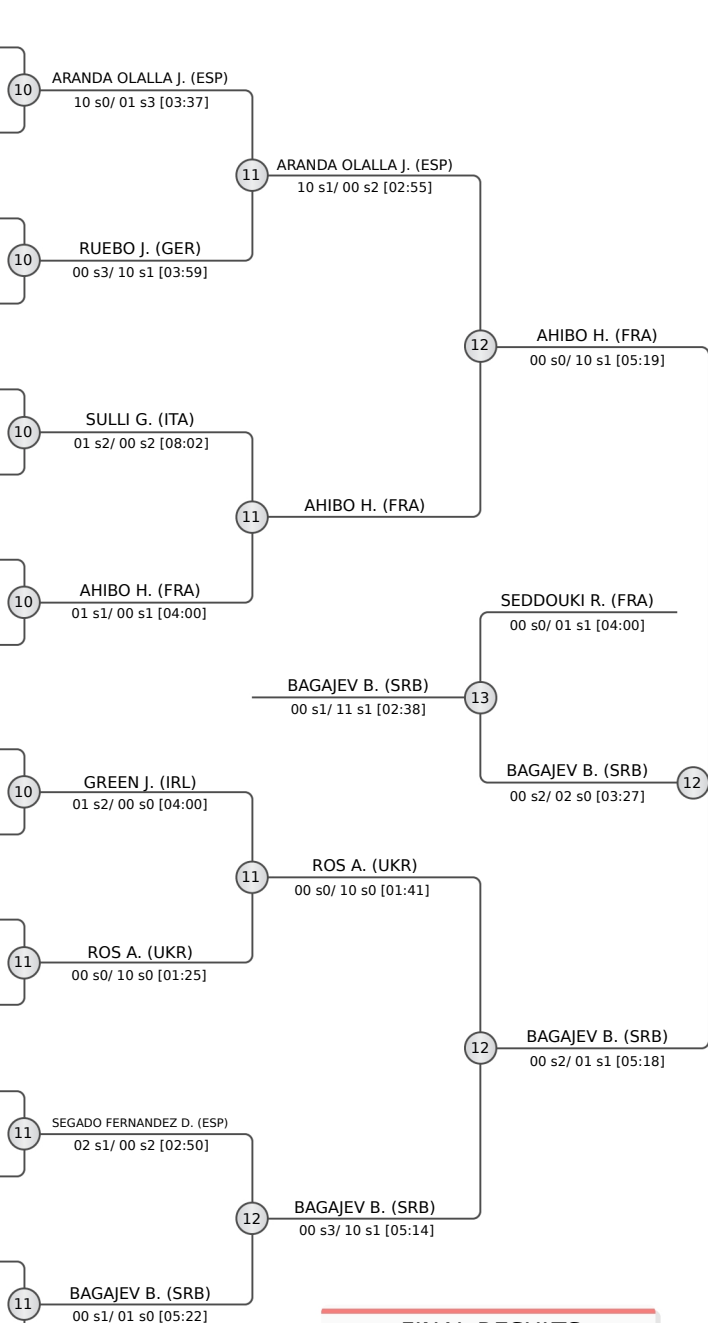 10
ARANDA OLALLA J. (ESP)
10 s0/ 01 s3 [03:37]
11
ARANDA OLALLA J. (ESP)
10 s1/ 00 s2 [02:55]
10
RUEBO J. (GER)
00 s3/ 10 s1 [03:59]
12
AHIBO H. (FRA)
00 s0/ 10 s1 [05:19]
10
SULLI G. (ITA)
01 s2/ 00 s2 [08:02]
11
AHIBO H. (FRA)
10
AHIBO H. (FRA)
01 s1/ 00 s1 [04:00]
SEDDOUKI R. (FRA)
00 s0/ 01 s1 [04:00]
BAGAJEV B. (SRB)
00 s1/ 11 s1 [02:38]
13
BAGAJEV B. (SRB)
00 s2/ 02 s0 [03:27]
12
10
GREEN J. (IRL)
01 s2/ 00 s0 [04:00]
11
ROS A. (UKR)
00 s0/ 10 s0 [01:41]
11
ROS A. (UKR)
00 s0/ 10 s0 [01:25]
12
BAGAJEV B. (SRB)
00 s2/ 01 s1 [05:18]
11
SEGADO FERNANDEZ D. (ESP)
02 s1/ 00 s2 [02:50]
12
BAGAJEV B. (SRB)
00 s3/ 10 s1 [05:14]
11
BAGAJEV B. (SRB)
00 s1/ 01 s0 [05:22]
FINAL RESULTS